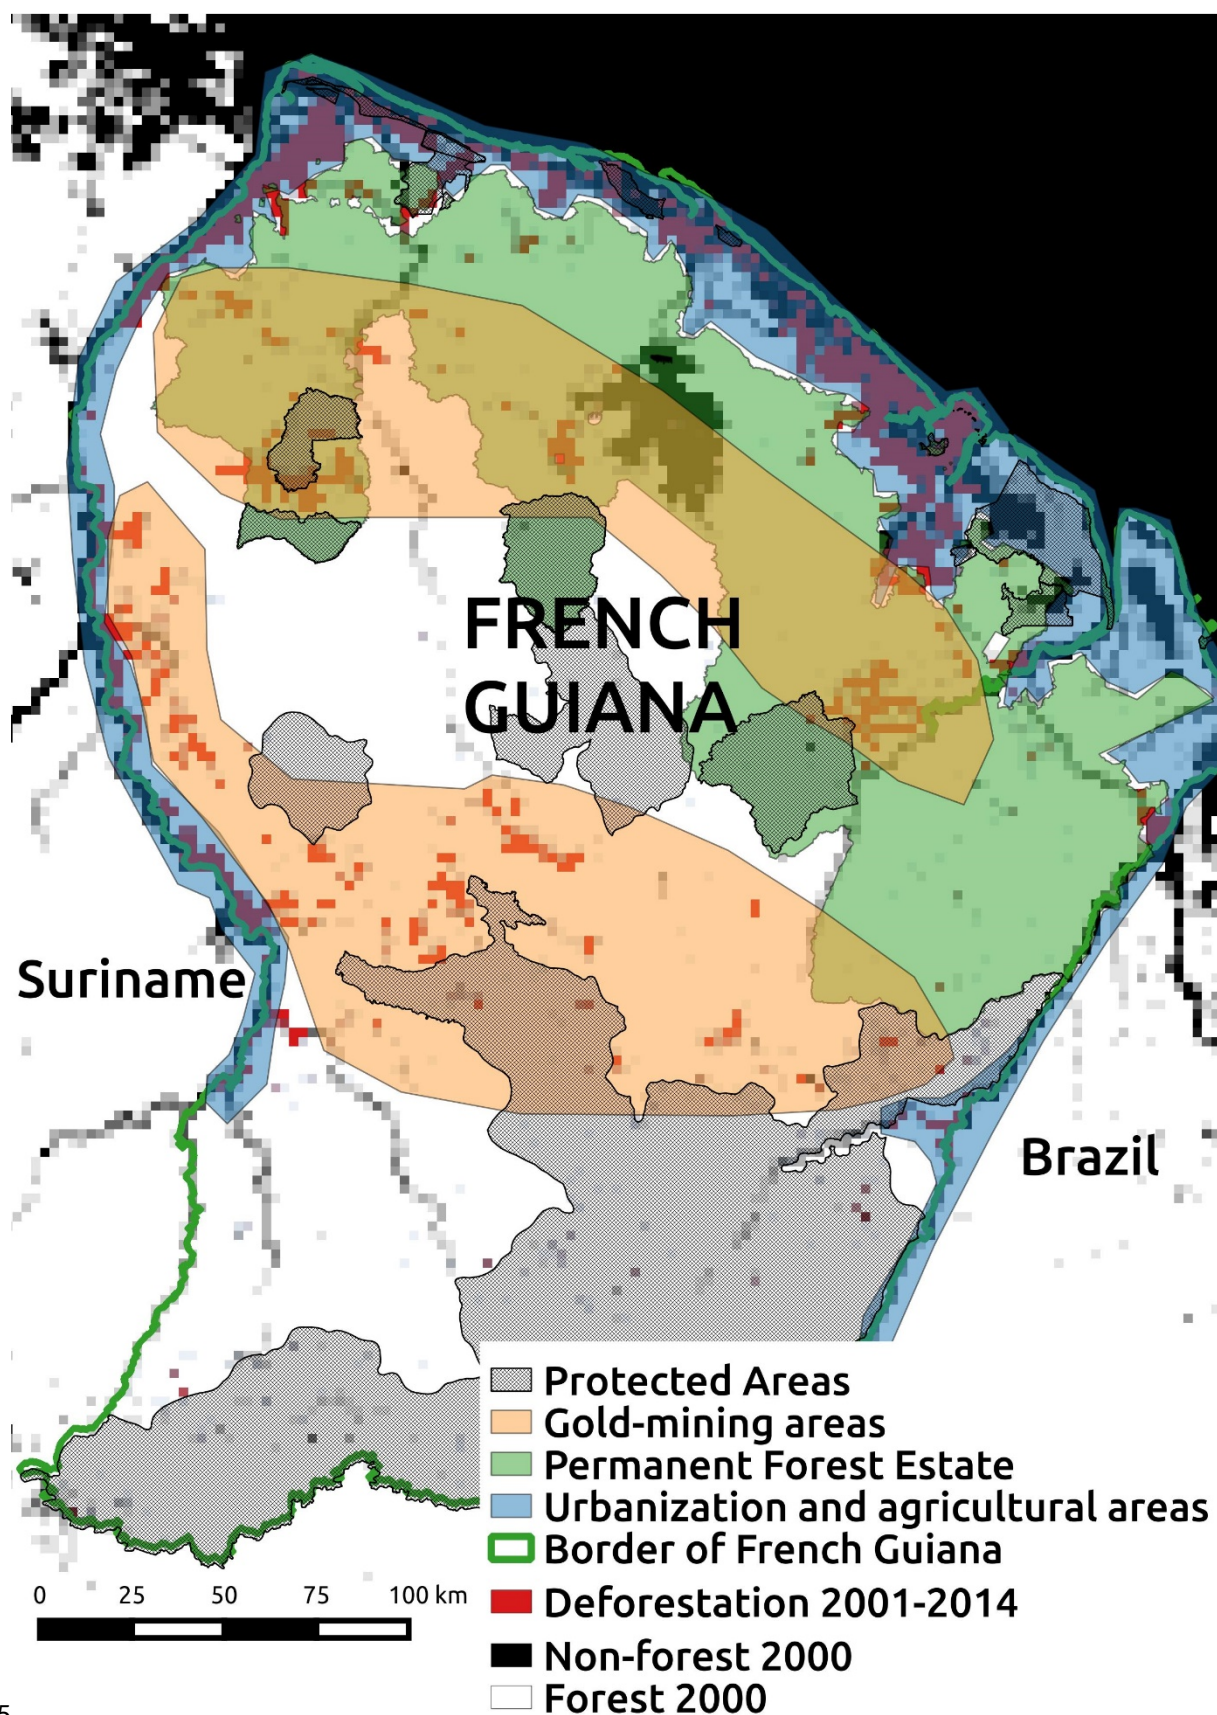 FRENCH
GUIANA
Suriname
Brazil
Protected Areas
Gold-mining areas
Permanent Forest Estate
Urbanization and agricultural areas
Border of French Guiana
0 25 50 75 100 km
Deforestation 2001-2014
Non-forest 2000
Forest 2000
5